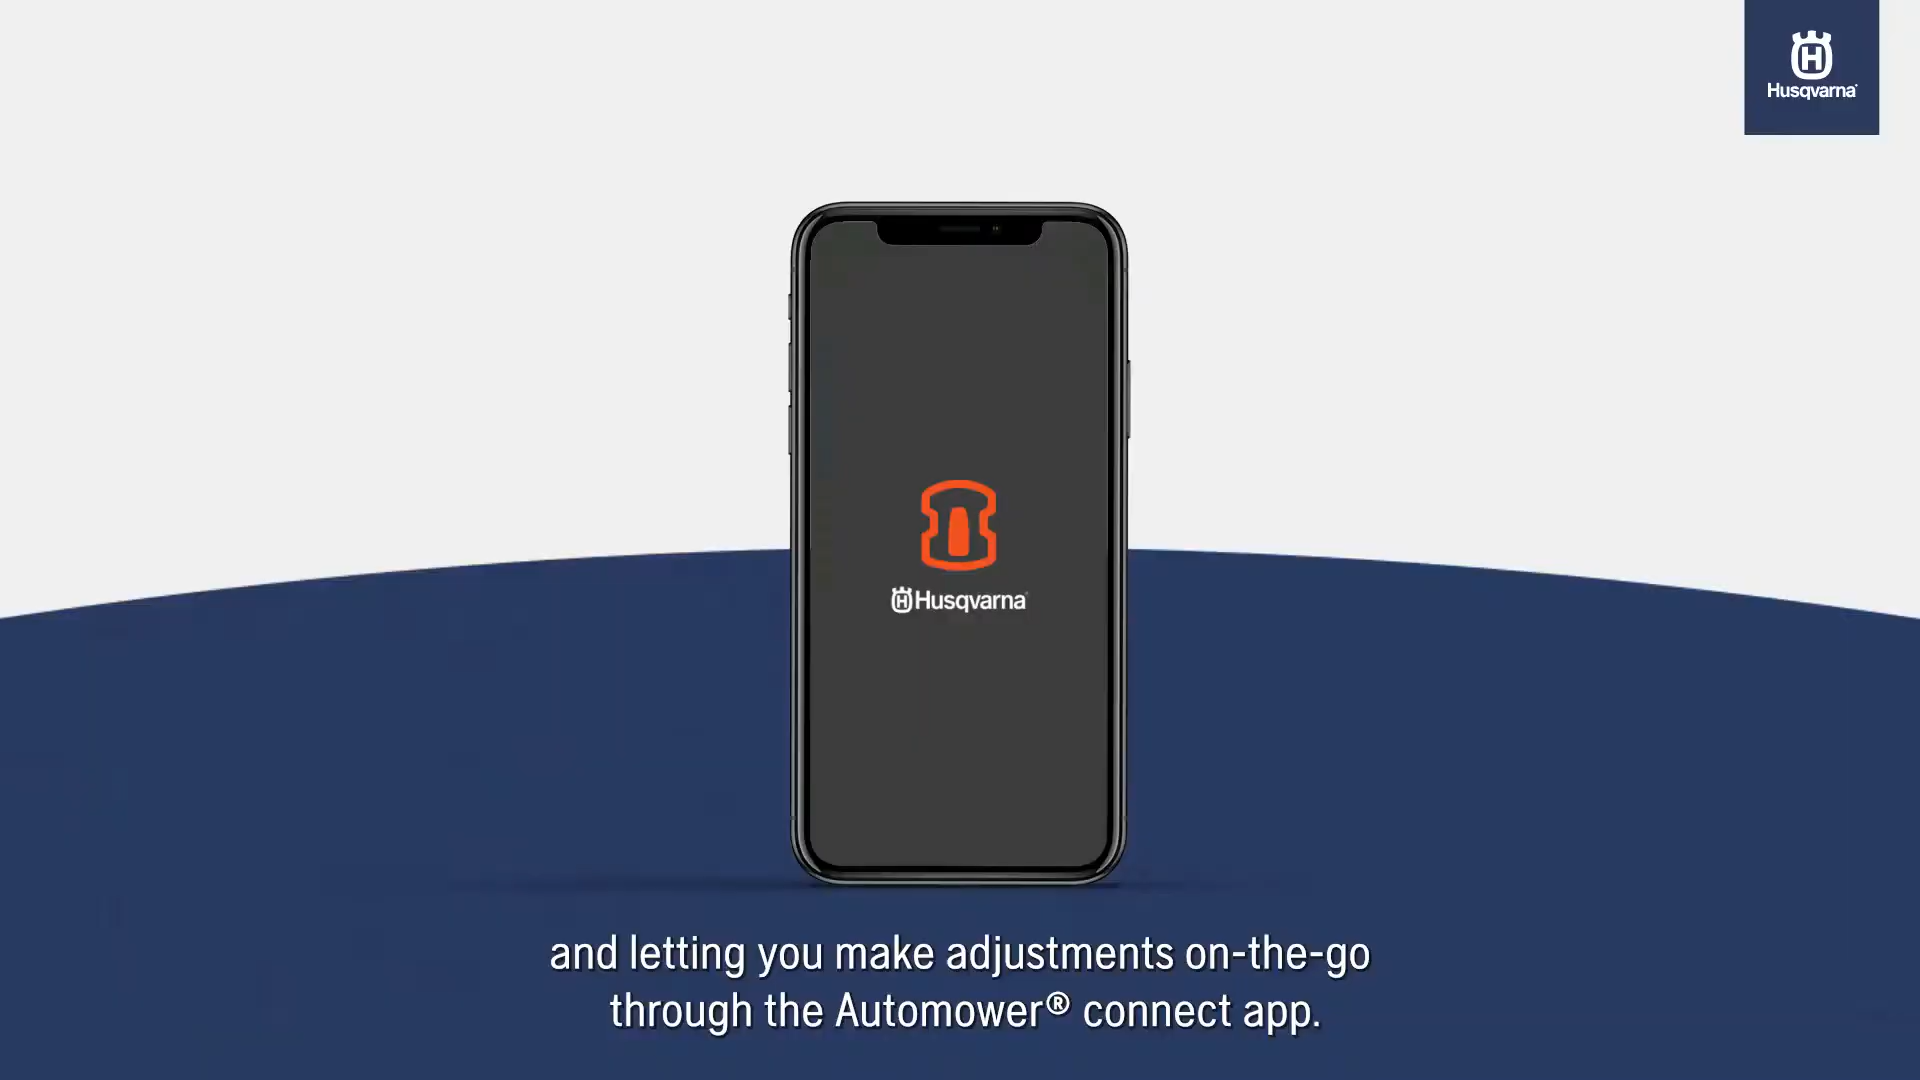 Husqvarna
Husqvarna
and letting you make adjustments on-the-go
through the Automower® connect app.